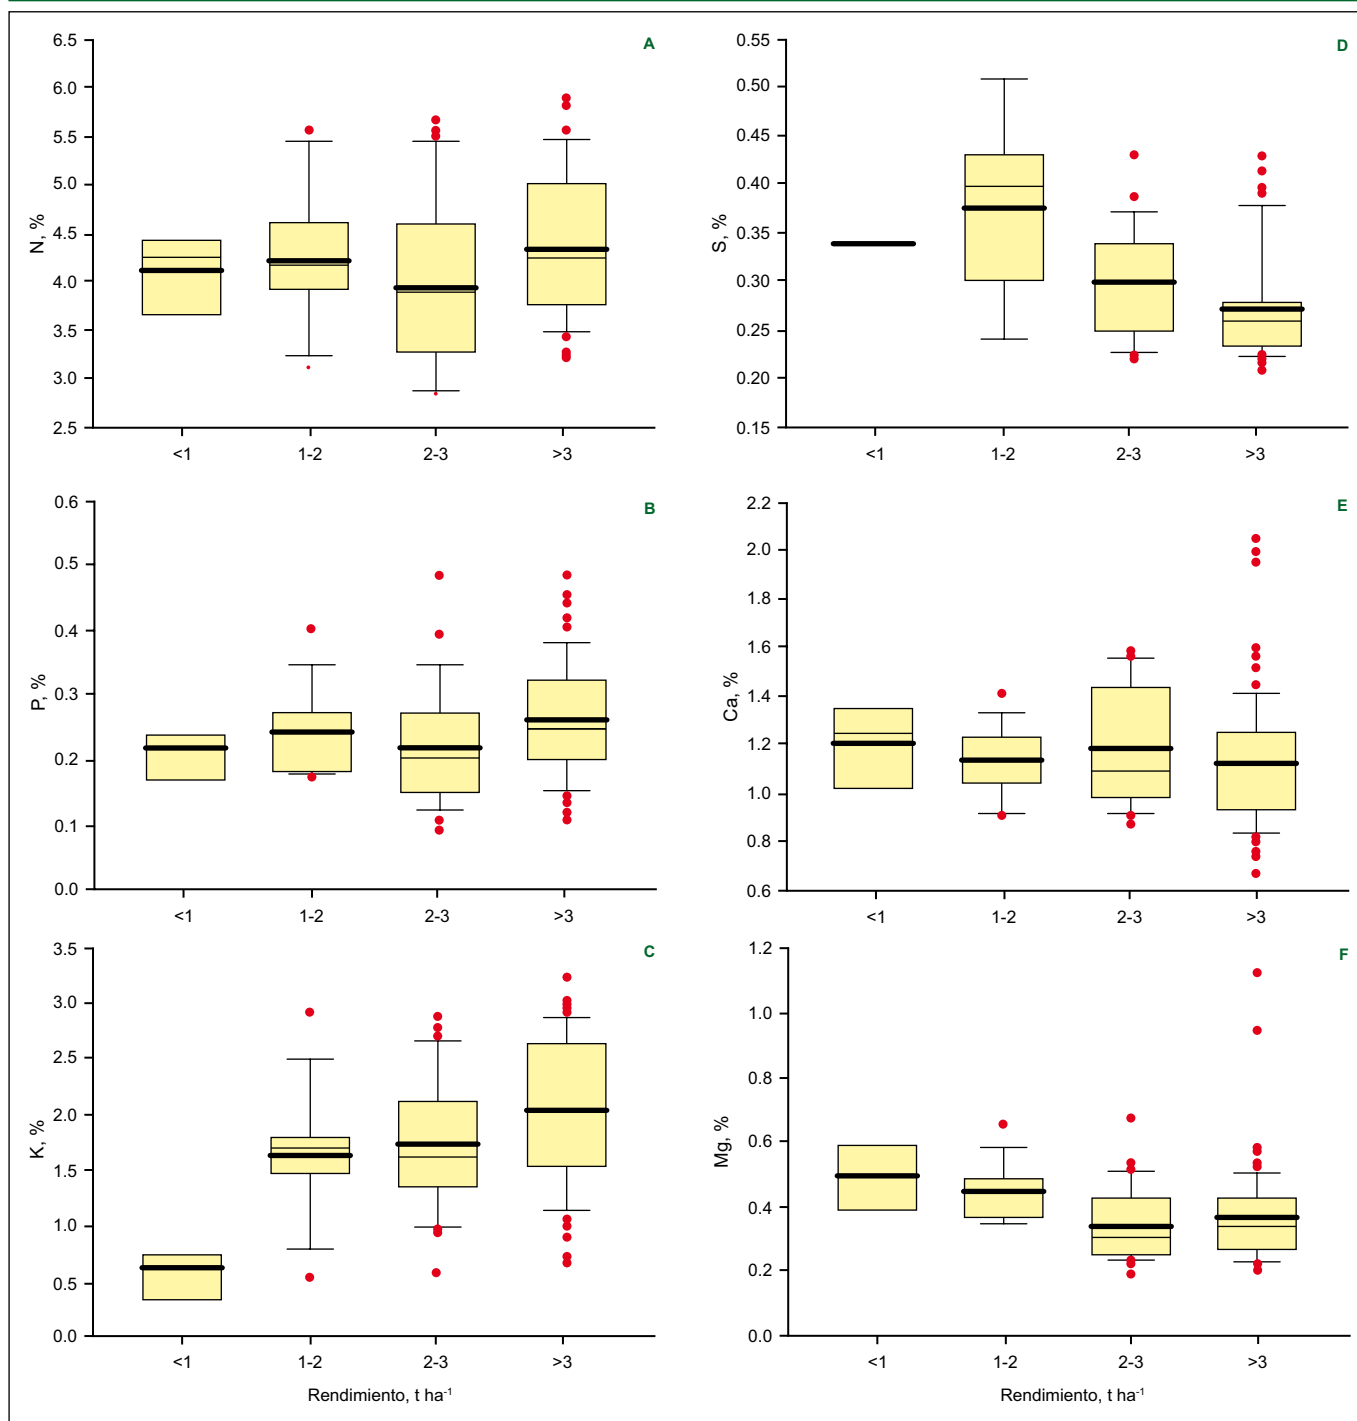 A
N, %
6.5
6.0
5.5
5.0
4.5
4.0
3.5
3.0
2.5
<1 1-2 2-3 >3
D
S, %
0.55
0.50
0.45
0.40
0.35
0.30
0.25
0.20
0.15
<1 1-2 2-3 >3
B
P, %
0.6
0.5
0.4
0.3
0.2
0.1
0.0
<1 1-2 2-3 >3
E
Ca, %
2.2
2.0
1.8
1.6
1.4
1.2
1.0
0.8
0.6
<1 1-2 2-3 >3
C
K, %
3.5
3.0
2.5
2.0
1.5
1.0
0.5
0.0
<1 1-2 2-3 >3
Rendimiento, t ha⁻¹
F
Mg, %
1.2
1.0
0.8
0.6
0.4
0.2
0.0
<1 1-2 2-3 >3
Rendimiento, t ha⁻¹